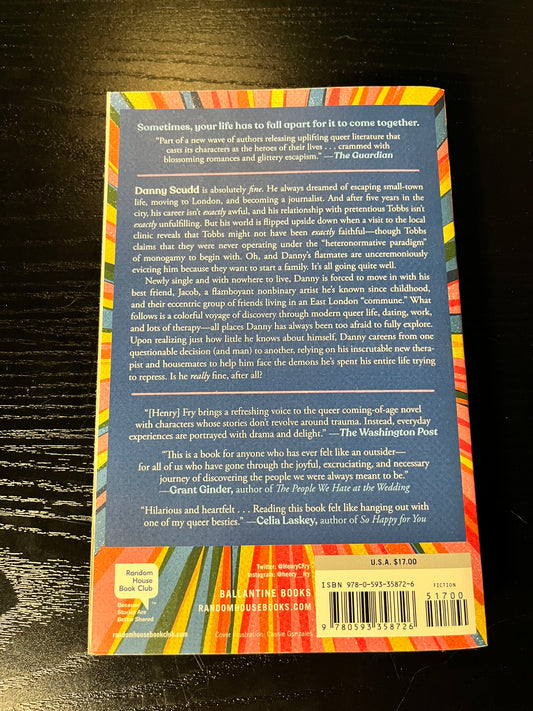 Sometimes, your life has to fall apart for it to come together.
"Part of a new wave of authors releasing uplifting queer literature that
casts its characters as the heroes of their lives . . . crammed with
blossoming romances and glittery escapism." —The Guardian
Danny Scudd is absolutely fine. He always dreamed of escaping small-town
life, moving to London, and becoming a journalist. And after five years in the
city, his career isn't exactly awful, and his relationship with pretentious Tobbs isn't
exactly unfulfilling. But his world is flipped upside down when a visit to the local
clinic reveals that Tobbs might not have been exactly faithful—though Tobbs
claims that they were never operating under the "heteronormative paradigm"
of monogamy to begin with. Oh, and Danny's flatmates are unceremoniously
evicting him because they want to start a family. It's all going quite well.
Newly single and with nowhere to live, Danny is forced to move in with his
best friend, Jacob, a flamboyant nonbinary artist he's known since childhood,
and their eccentric group of friends living in an East London "commune." What
follows is a colorful voyage of discovery through modern queer life, dating, work,
and lots of therapy—all places Danny has always been too afraid to fully explore.
Upon realizing just how little he knows about himself, Danny careens from one
questionable decision (and man) to another, relying on his inscrutable new thera-
pist and housemates to help him face the demons he's spent his entire life trying
to repress. Is he really fine, after all?
"[Henry] Fry brings a refreshing voice to the queer coming-of-age novel
with characters whose stories don't revolve around trauma. Instead, everyday
experiences are portrayed with drama and delight." —The Washington Post
"This is a book for anyone who has ever felt like an outsider—
for all of us who have gone through the joyful, excruciating, and necessary
journey of discovering the people we were always meant to be."
—Grant Ginder, author of The People We Hate at the Wedding
"Hilarious and heartfelt . . . Reading this book felt like hanging out with
one of my queer besties." —Celia Laskey, author of So Happy for You
Random
House
Book Club
Because
Stories Are
Better Shared
randomhousebookclub.com
Twitter: @HenryCFry
Instagram: @henry__fry
BALLANTINE BOOKS
RANDOMHOUSEBOOKS.COM
Cover illustration: Cassie Gonzales
U.S.A. $17.00
ISBN 978-0-593-35872-6
FICTION
51700
9 780593 358726